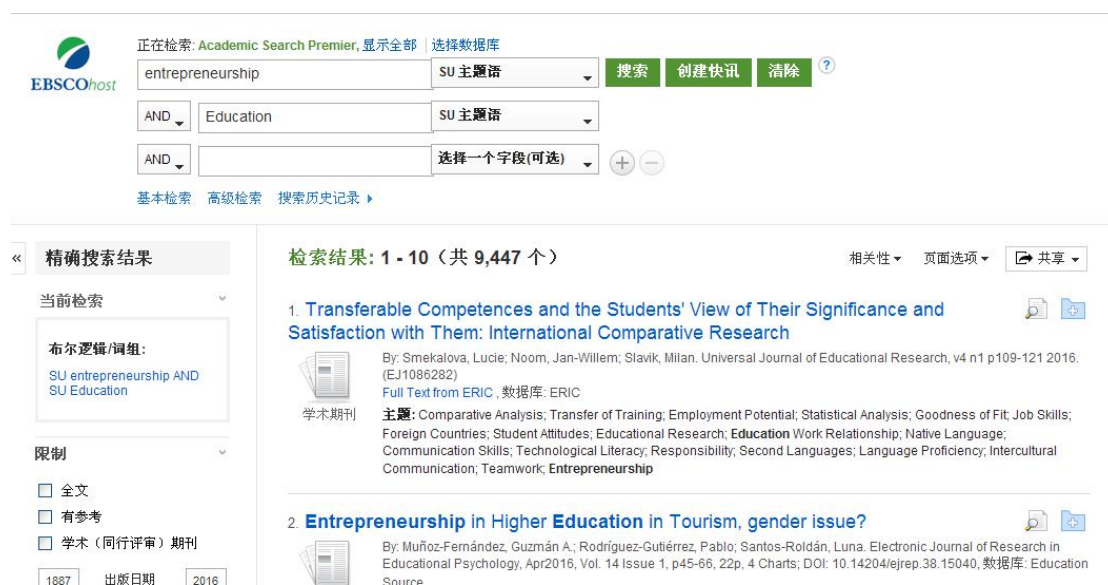 正在检索: Academic Search Premier, 显示全部 | 选择数据库
EBSCOhost
entrepreneurship SU 主题语 搜索 创建快讯 清除 ?
AND Education SU 主题语
AND 选择一个字段(可选)
基本检索 高级检索 搜索历史记录
« 精确搜索结果
当前检索
布尔逻辑/词组:
SU entrepreneurship AND
SU Education
限制
全文
有参考
学术（同行评审）期刊
1887 出版日期 2016
检索结果: 1 - 10（共 9,447 个）
相关性 页面选项 共享
1. Transferable Competences and the Students' View of Their Significance and
Satisfaction with Them: International Comparative Research
学术期刊
By: Smekalova, Lucie; Noom, Jan-Willem; Slavik, Milan. Universal Journal of Educational Research, v4 n1 p109-121 2016.
(EJ1086282)
Full Text from ERIC , 数据库: ERIC
主题: Comparative Analysis; Transfer of Training; Employment Potential; Statistical Analysis; Goodness of Fit; Job Skills;
Foreign Countries; Student Attitudes; Educational Research; Education Work Relationship; Native Language;
Communication Skills; Technological Literacy; Responsibility; Second Languages; Language Proficiency; Intercultural
Communication; Teamwork; Entrepreneurship
2. Entrepreneurship in Higher Education in Tourism, gender issue?
By: Muñoz-Fernández, Guzmán A.; Rodríguez-Gutiérrez, Pablo; Santos-Roldán, Luna. Electronic Journal of Research in
Educational Psychology, Apr2016, Vol. 14 Issue 1, p45-66, 22p, 4 Charts; DOI: 10.14204/ejrep.38.15040, 数据库: Education
Source